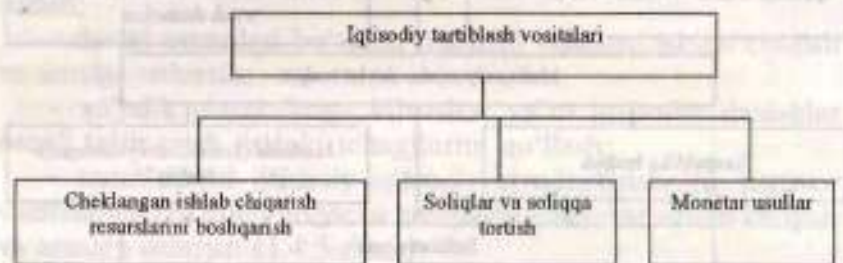 Iqtisodiy tartiblash vositalari
Cheklangan ishlab chiqarish
resurslarini boshqarish
Soliqlar va soliqqa
tortish
Monetar usullar